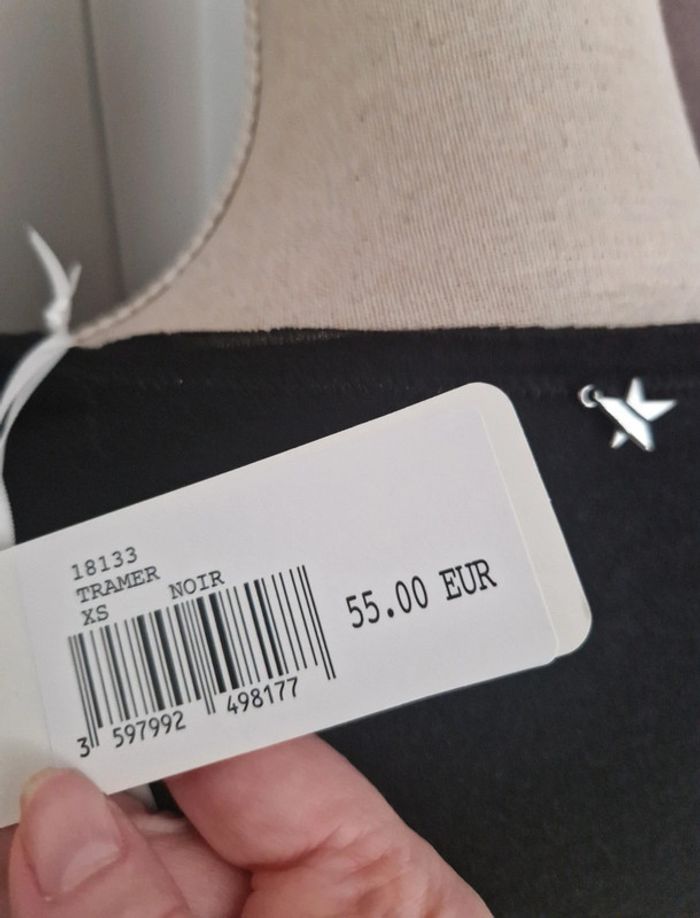 18133
TRAMER
XS NOIR
55.00 EUR
3 597992 498177